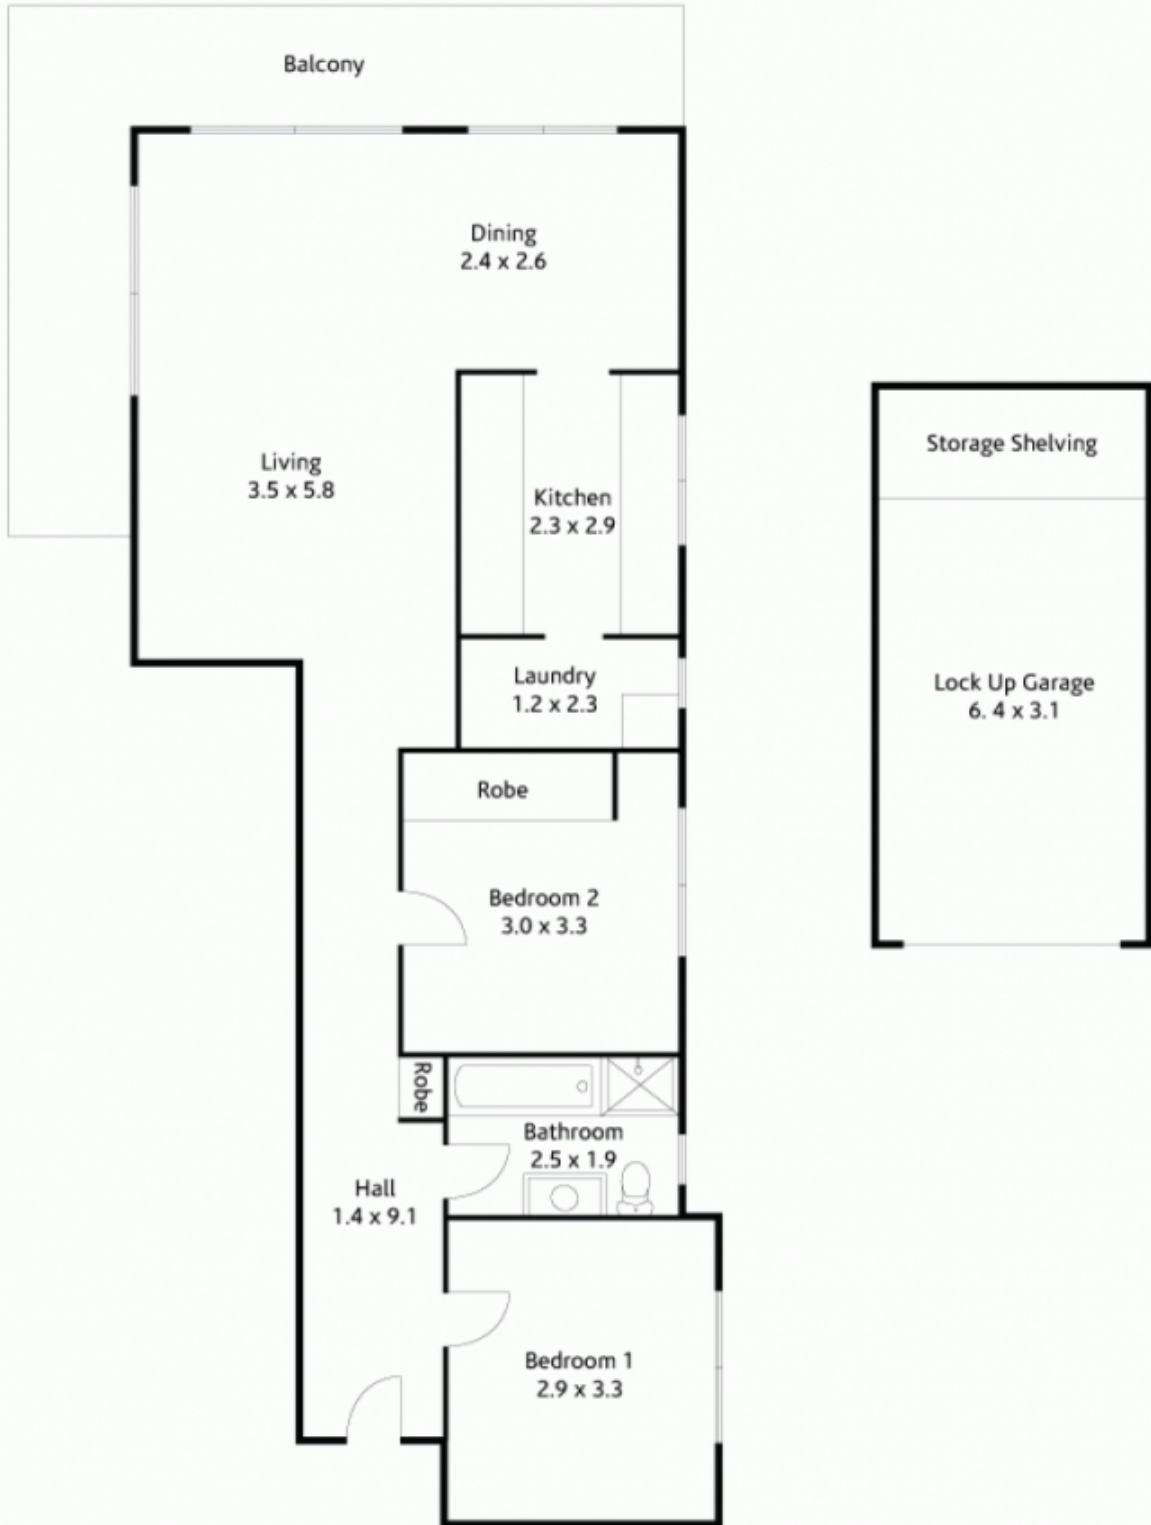 Balcony
Dining
2.4 x 2.6
Living
3.5 x 5.8
Kitchen
2.3 x 2.9
Storage Shelving
Laundry
1.2 x 2.3
Lock Up Garage
6. 4 x 3.1
Robe
Bedroom 2
3.0 x 3.3
Robe
Bathroom
2.5 x 1.9
Hall
1.4 x 9.1
Bedroom 1
2.9 x 3.3